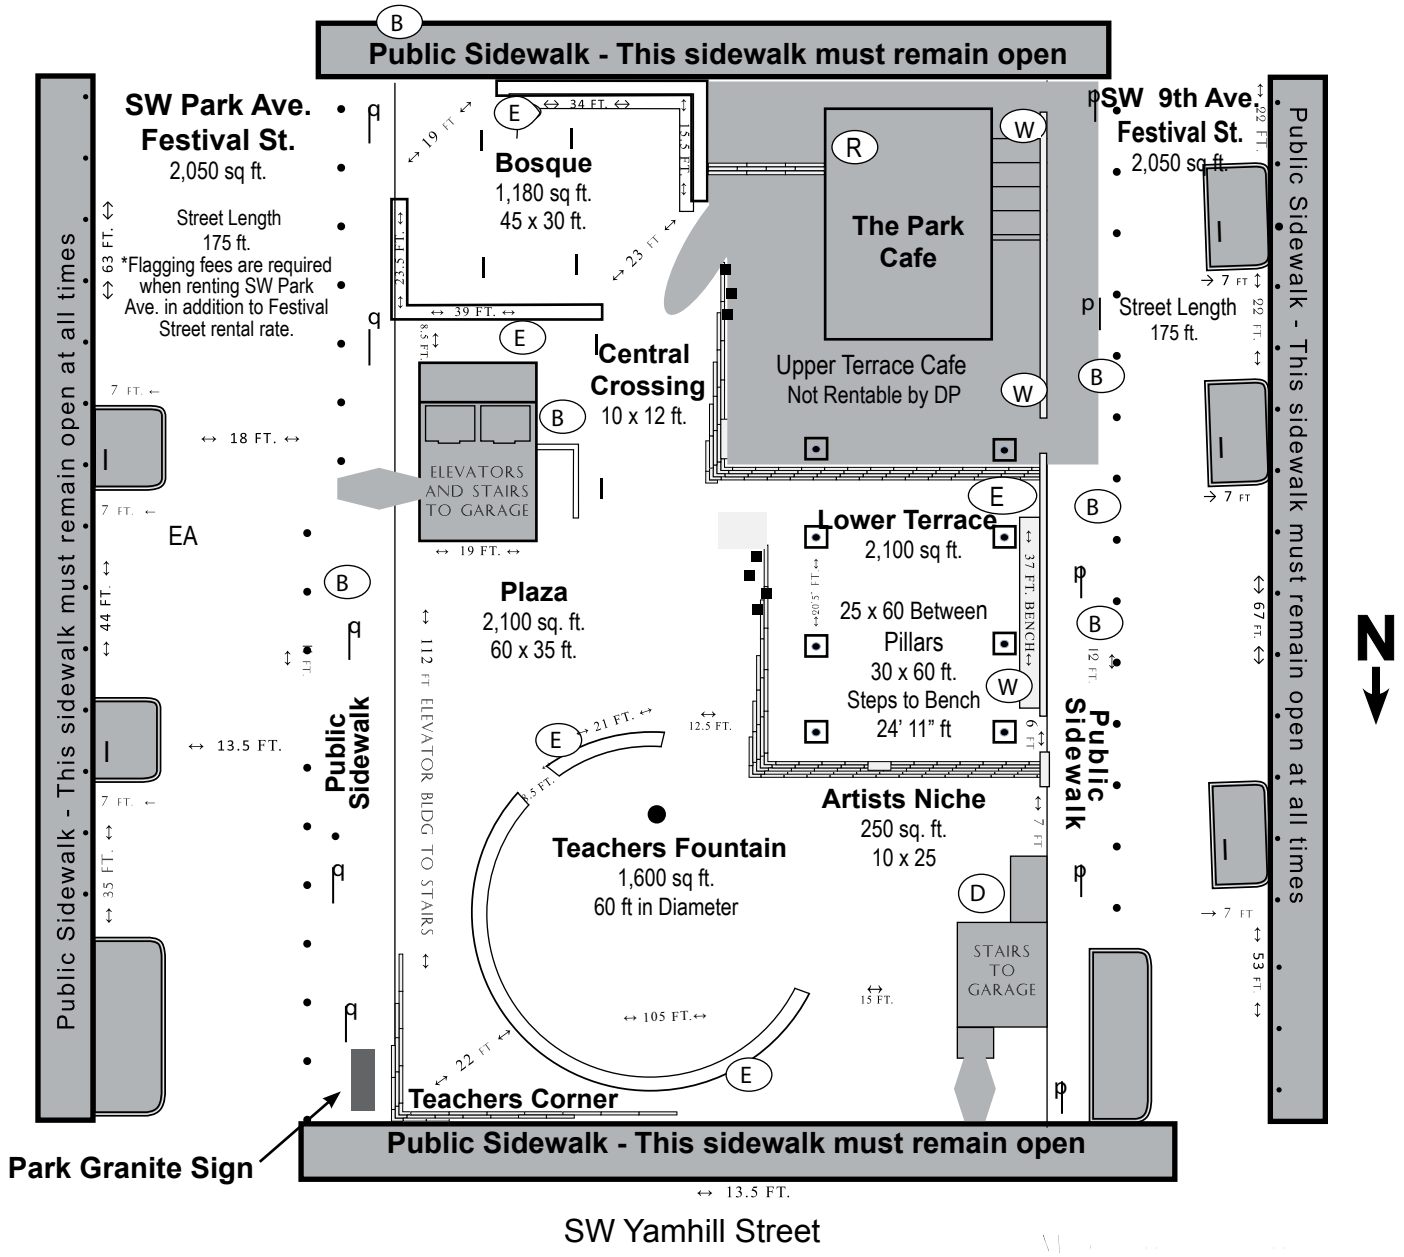 B
Public Sidewalk - This sidewalk must remain open
SW Park Ave.
Festival St.
2,050 sq ft.
Street Length
175 ft.
*Flagging fees are required
when renting SW Park
Ave. in addition to Festival
Street rental rate.
Public Sidewalk - This sidewalk must remain open at all times
63 FT.
7 FT.
18 FT.
7 FT.
EA
44 FT.
13.5 FT.
7 FT.
35 FT.
q
q
B
q
FT.
Public
Sidewalk
q
q
19 FT
E
34 FT.
15.5 FT.
Bosque
1,180 sq ft.
45 x 30 ft.
23 FT
23.5 FT.
39 FT.
8.5 FT.
E
Central
Crossing
10 x 12 ft.
B
ELEVATORS
AND STAIRS
TO GARAGE
19 FT.
Plaza
2,100 sq. ft.
60 x 35 ft.
112 FT ELEVATOR BLDG TO STAIRS
R
The Park
Cafe
W
Upper Terrace Cafe
Not Rentable by DP
W
E
Lower Terrace
2,100 sq ft.
20.5' FT
25 x 60 Between
Pillars
30 x 60 ft.
Steps to Bench
24' 11" ft
37 FT. BENCH
W
6 FT
E
21 FT.
12.5 FT.
3.5 FT.
Artists Niche
250 sq. ft.
10 x 25
7 FT
Teachers Fountain
1,600 sq ft.
60 ft in Diameter
D
STAIRS
TO
GARAGE
15 FT.
105 FT.
22 FT
E
Teachers Corner
p
SW 9th Ave.
Festival St.
2,050 sq ft.
22 FT.
7 FT
p
Street Length
175 ft.
22 FT.
B
7 FT
B
p
B
12 FT.
67 FT.
Public
Sidewalk
p
7 FT
53 FT.
p
Public Sidewalk - This sidewalk must remain open at all times
N
Public Sidewalk - This sidewalk must remain open
Park Granite Sign
13.5 FT.
SW Yamhill Street